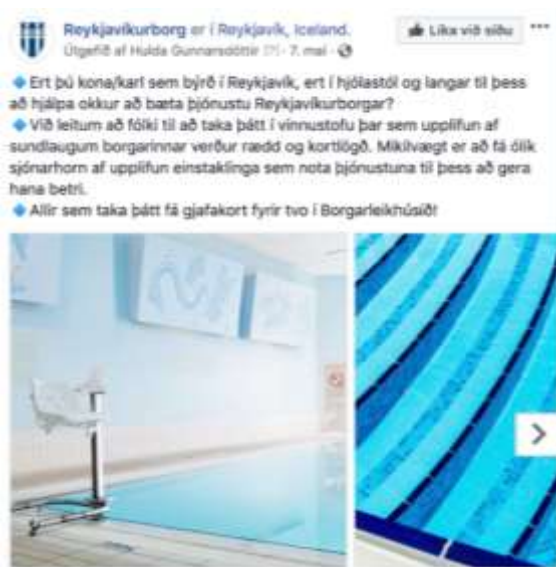 Reykjavíkurborg er í Reykjavík, Iceland.
Útgefið af Hulda Gunnarsdóttir [?] · 7. maí ·
Líka við síðu
Ert þú kona/karl sem býrð í Reykjavík, ert í hjólastól og langar til þess
að hjálpa okkur að bæta þjónustu Reykjavíkurborgar?
Við leitum að fólki til að taka þátt í vinnustofu þar sem upplifun af
sundlaugum borgarinnar verður rædd og kortlögð. Mikilvægt er að fá ólík
sjónarhorn af upplifun einstaklinga sem nota þjónustuna til þess að gera
hana betri.
Allir sem taka þátt fá gjafakort fyrir tvo í Borgarleikhúsið!